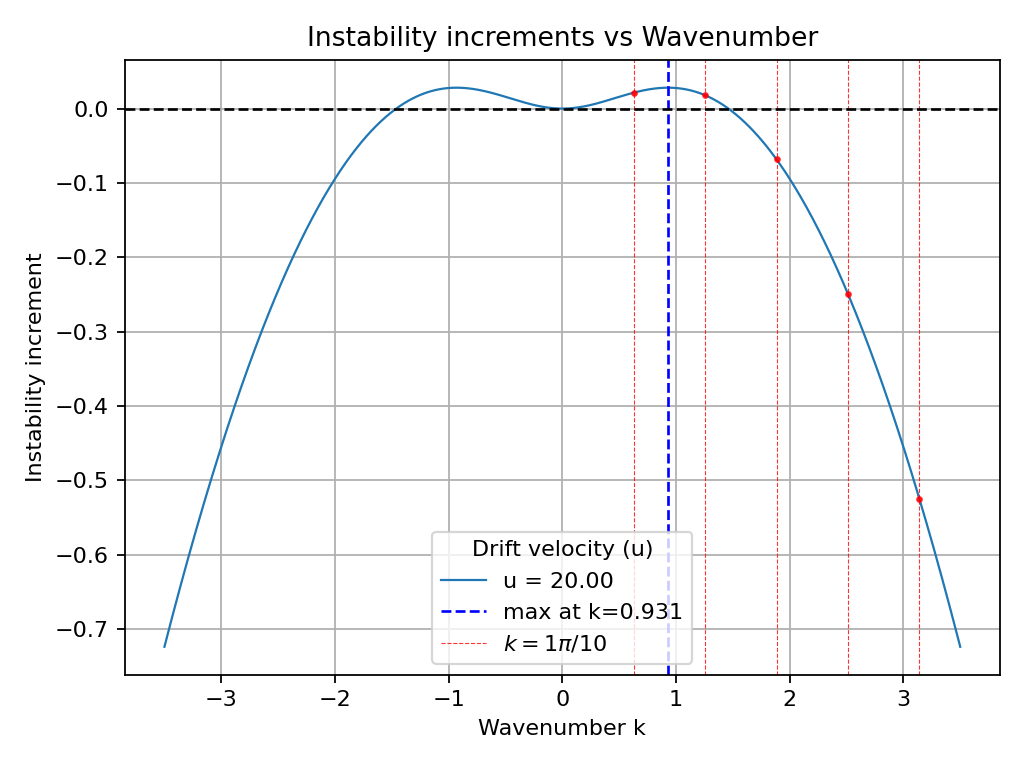 Instability increments vs Wavenumber
Instability increment
0.0
−0.1
−0.2
−0.3
−0.4
−0.5
−0.6
−0.7
Drift velocity (u)
u = 20.00
max at k=0.931
k = 1π/10
−3
−2
−1
0
1
2
3
Wavenumber k